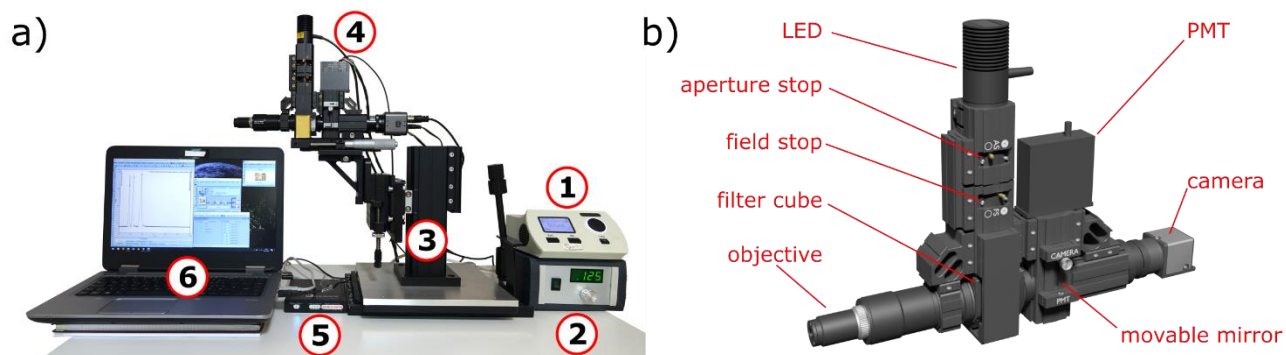 a)
4
1
3
6
.125
5
2
b)
LED
PMT
aperture stop
field stop
camera
filter cube
objective
CAMERA
PMT
movable mirror